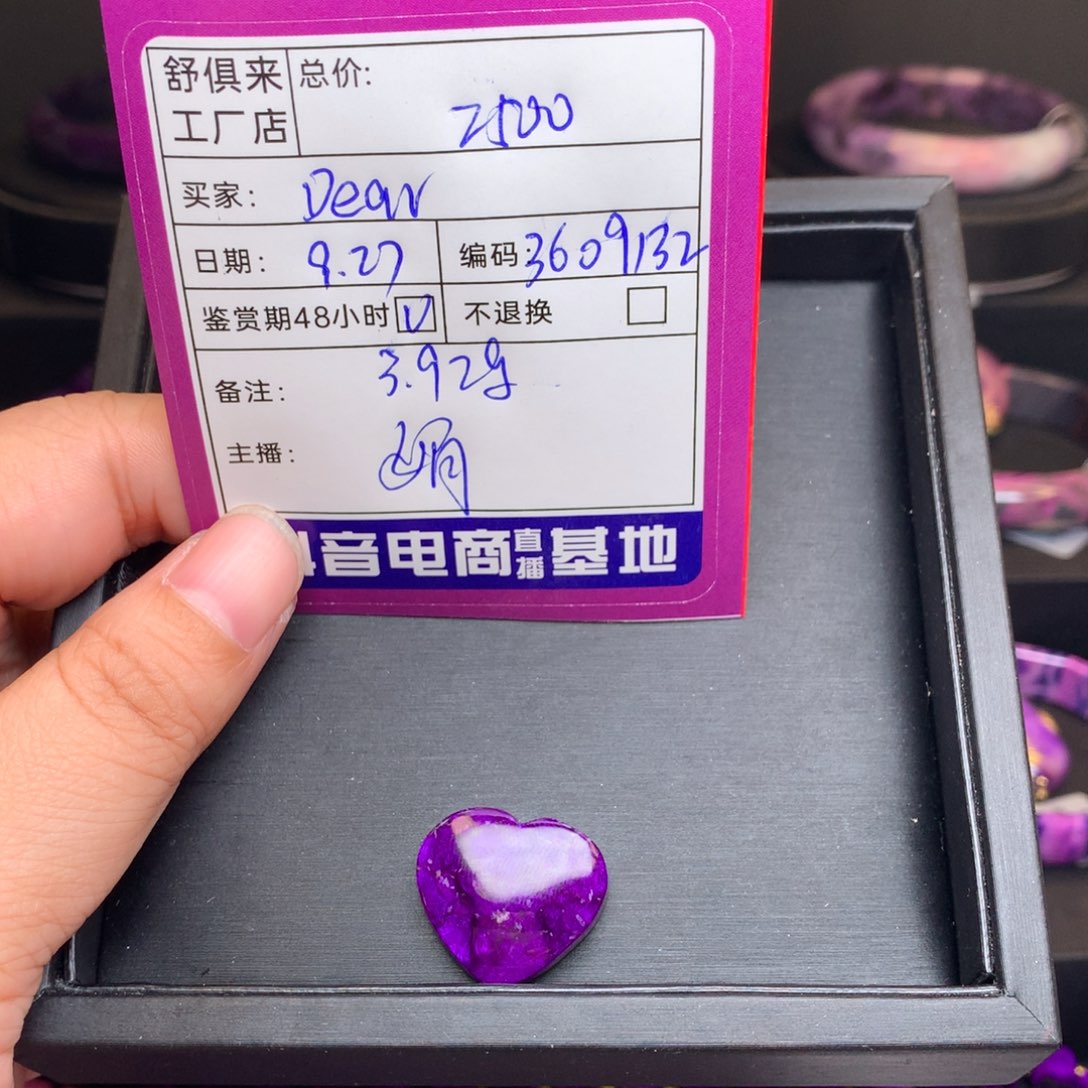 舒俱来
工厂店
总价: 2500
买家: Dear
日期: 9.27
编码: 3609132
鉴赏期48小时 不退换
备注: 3.92g
主播:
音电商直播基地